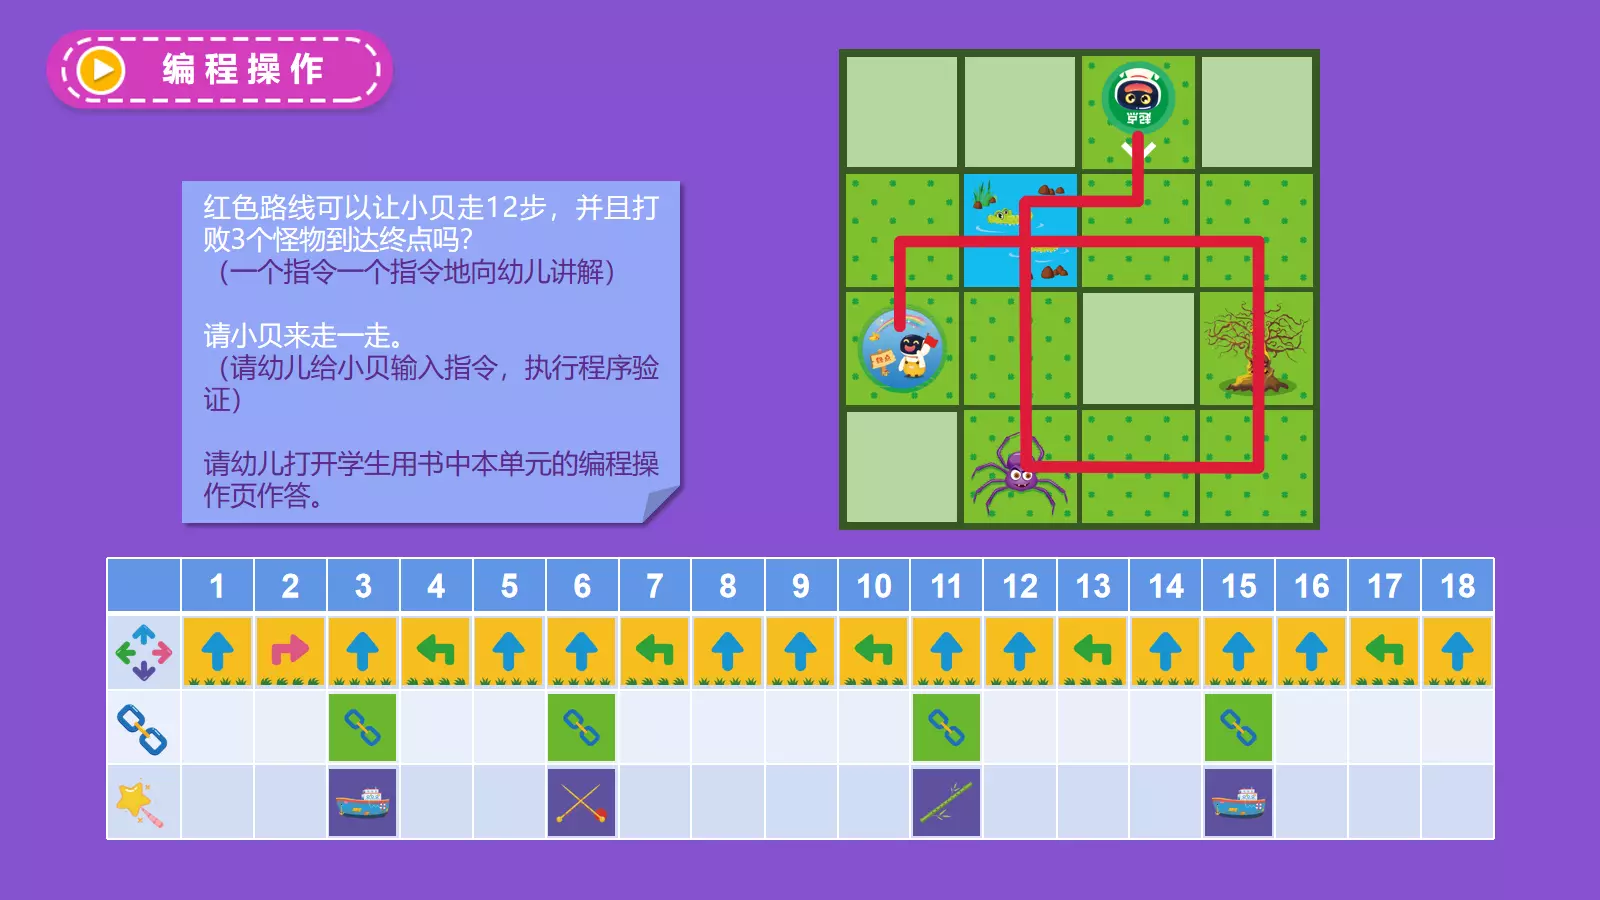 编程操作
起点
红色路线可以让小贝走12步，并且打
败3个怪物到达终点吗？
（一个指令一个指令地向幼儿讲解）
请小贝来走一走。
（请幼儿给小贝输入指令，执行程序验
证）
请幼儿打开学生用书中本单元的编程操
作页作答。
终点
1 2 3 4 5 6 7 8 9 10 11 12 13 14 15 16 17 18